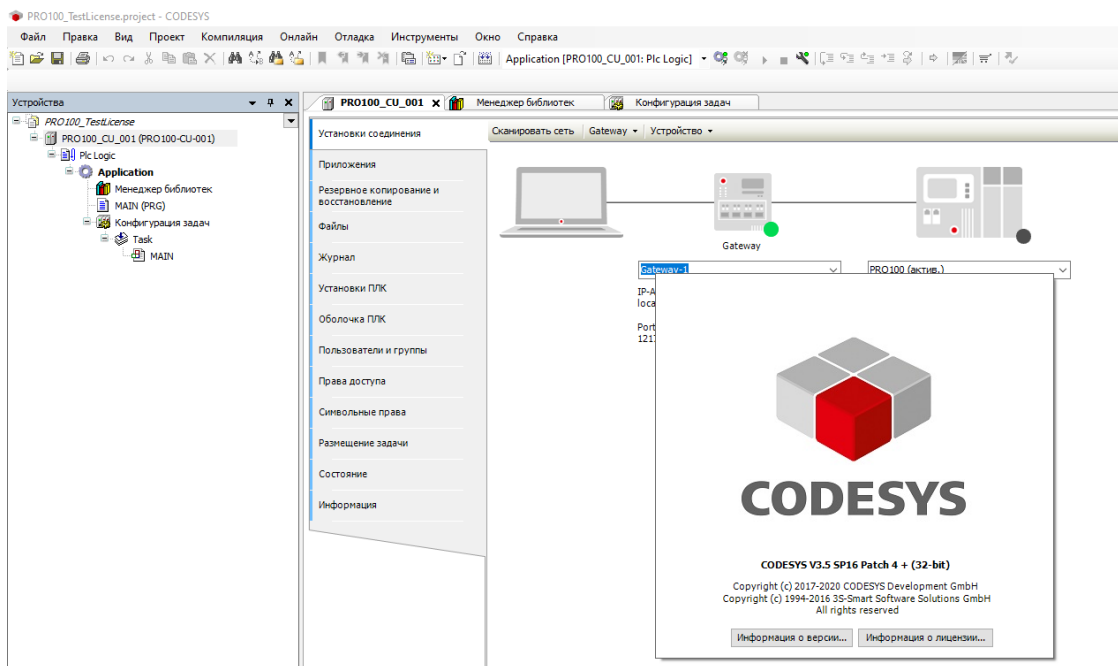 PRO100_TestLicense.project - CODESYS
Файл Правка Вид Проект Компиляция Онлайн Отладка Инструменты Окно Справка
Application [PRO100_CU_001: Plc Logic]
Устройства
PRO100_TestLicense
PRO100_CU_001 (PRO100-CU-001)
Plc Logic
Application
Менеджер библиотек
MAIN (PRG)
Конфигурация задач
Task
MAIN
PRO100_CU_001 Менеджер библиотек Конфигурация задач
Установки соединения
Приложения
Резервное копирование и
восстановление
Файлы
Журнал
Установки ПЛК
Оболочка ПЛК
Пользователи и группы
Права доступа
Символьные права
Размещение задачи
Состояние
Информация
Сканировать сеть Gateway Устройство
Gateway
Gateway-1 PRO100 (актив.)
IP-A
loca
Port
1217
CODESYS
CODESYS V3.5 SP16 Patch 4 + (32-bit)
Copyright (c) 2017-2020 CODESYS Development GmbH
Copyright (c) 1994-2016 3S-Smart Software Solutions GmbH
All rights reserved
Информация о версии... Информация о лицензии...